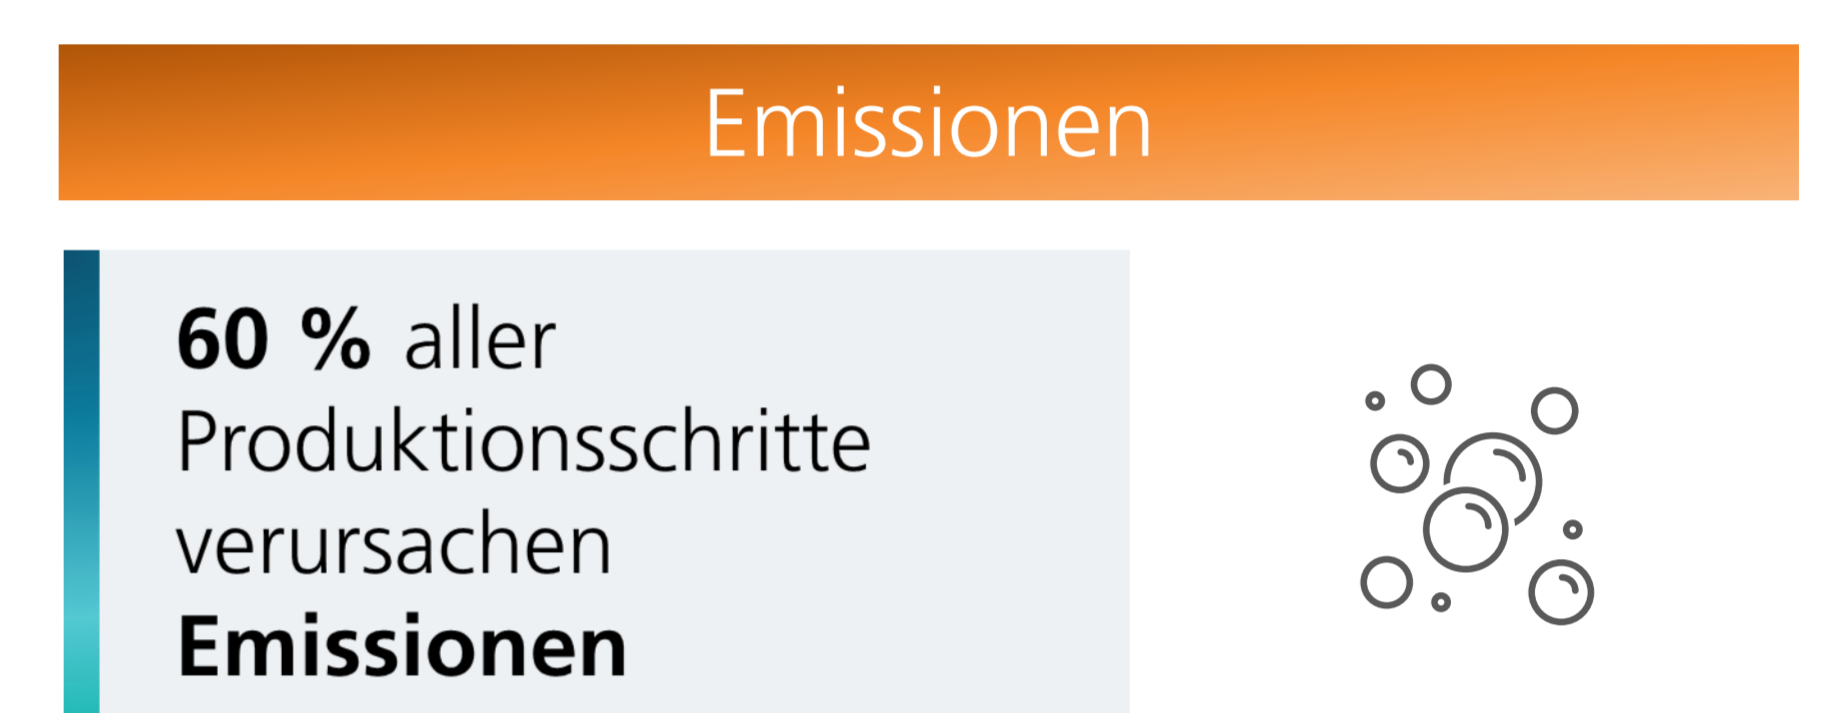 Emissionen
60 % aller
Produktionsschritte
verursachen
Emissionen